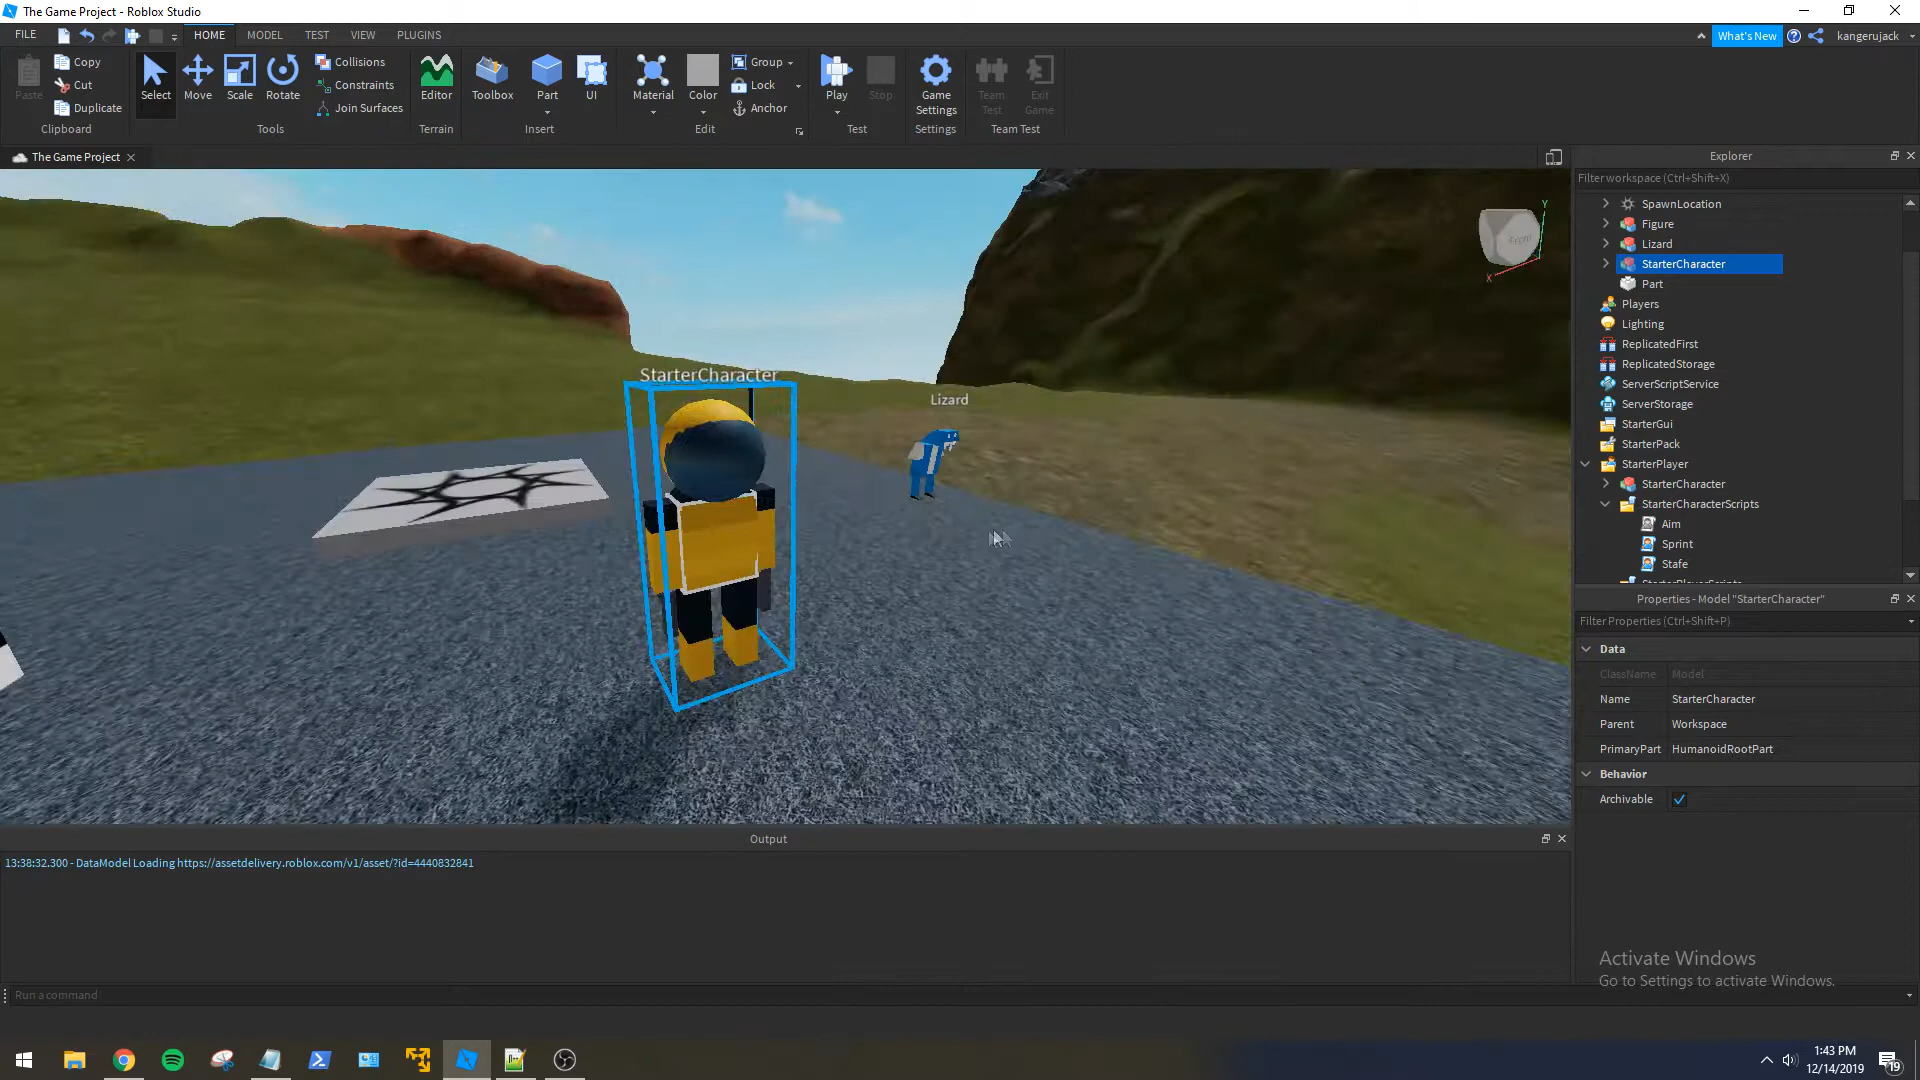 The Game Project - Roblox Studio
FILE
HOME
MODEL
TEST
VIEW
PLUGINS
What's New
kangerujack
Paste
Copy
Cut
Duplicate
Clipboard
Select
Move
Scale
Rotate
Collisions
Constraints
Join Surfaces
Tools
Editor
Terrain
Toolbox
Part
UI
Insert
Material
Color
Group
Lock
Anchor
Edit
Play
Stop
Test
Game
Settings
Settings
Team
Test
Exit
Game
Team Test
The Game Project
StarterCharacter
Lizard
Front
Y
X
Explorer
Filter workspace (Ctrl+Shift+X)
SpawnLocation
Figure
Lizard
StarterCharacter
Part
Players
Lighting
ReplicatedFirst
ReplicatedStorage
ServerScriptService
ServerStorage
StarterGui
StarterPack
StarterPlayer
StarterCharacter
StarterCharacterScripts
Aim
Sprint
Stafe
StarterPlayerScripts
Properties - Model "StarterCharacter"
Filter Properties (Ctrl+Shift+P)
Data
ClassName Model
Name StarterCharacter
Parent Workspace
PrimaryPart HumanoidRootPart
Behavior
Archivable
Output
13:38:32.300 - DataModel Loading https://assetdelivery.roblox.com/v1/asset/?id=4440832841
Activate Windows
Go to Settings to activate Windows.
Run a command
1:43 PM
12/14/2019
19